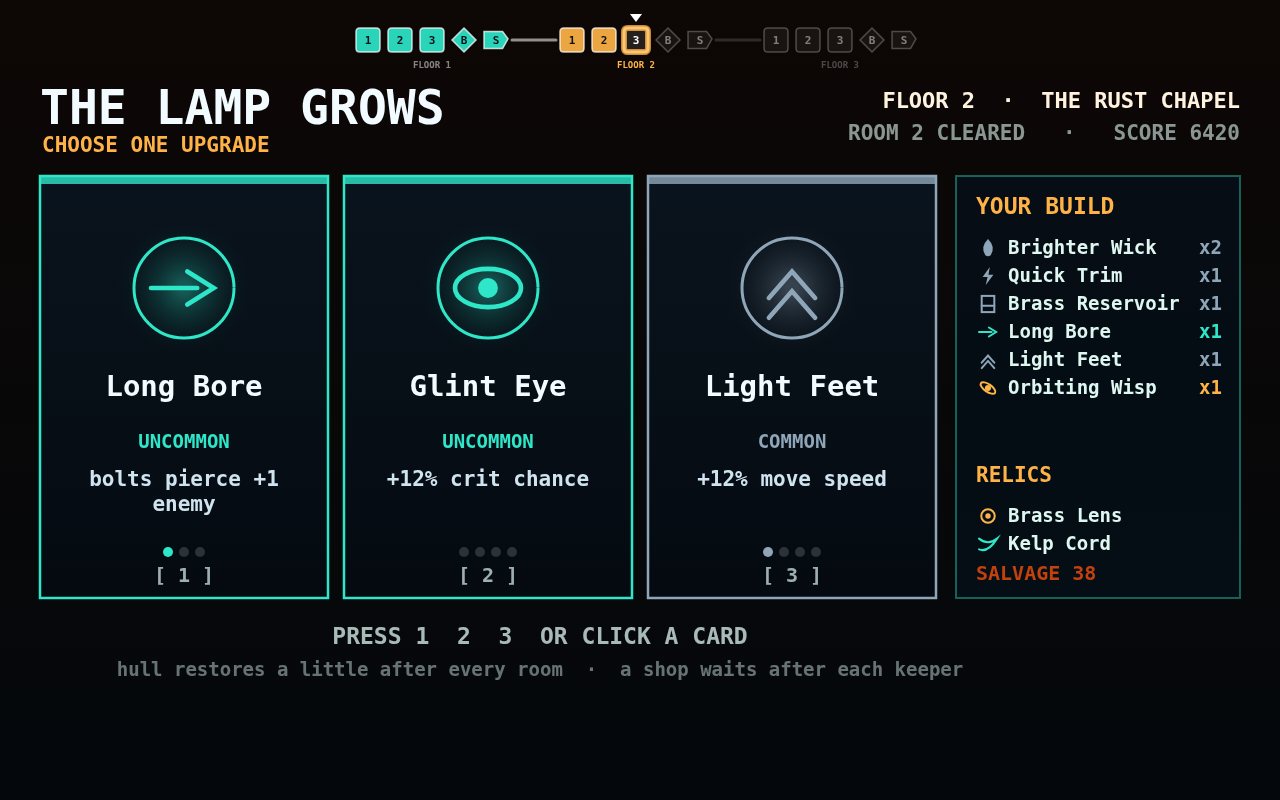 1 2 3 B S 1 2 3 B S 1 2 3 B S
FLOOR 1 FLOOR 2 FLOOR 3
THE LAMP GROWS
CHOOSE ONE UPGRADE
FLOOR 2 · THE RUST CHAPEL
ROOM 2 CLEARED · SCORE 6420
Long Bore
UNCOMMON
bolts pierce +1
enemy
[ 1 ]
Glint Eye
UNCOMMON
+12% crit chance
[ 2 ]
Light Feet
COMMON
+12% move speed
[ 3 ]
YOUR BUILD
Brighter Wick x2
Quick Trim x1
Brass Reservoir x1
Long Bore x1
Light Feet x1
Orbiting Wisp x1
RELICS
Brass Lens
Kelp Cord
SALVAGE 38
PRESS 1 2 3 OR CLICK A CARD
hull restores a little after every room · a shop waits after each keeper